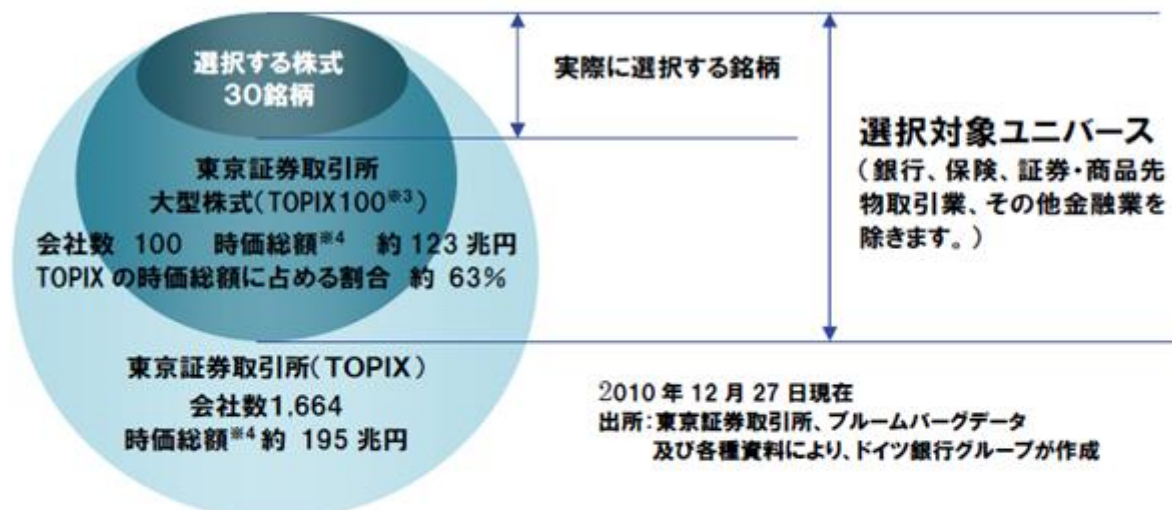 選択する株式
30銘柄
東京証券取引所
大型株式(TOPIX100※3)
会社数 100 時価総額※4 約 123 兆円
TOPIX の時価総額に占める割合 約 63%
東京証券取引所(TOPIX)
会社数1.664
時価総額※4 約 195 兆円
実際に選択する銘柄
選択対象ユニバース
(銀行、保険、証券・商品先
物取引業、その他金融業を
除きます。)
2010 年 12 月 27 日現在
出所:東京証券取引所、ブルームバーグデータ
及び各種資料により、ドイツ銀行グループが作成